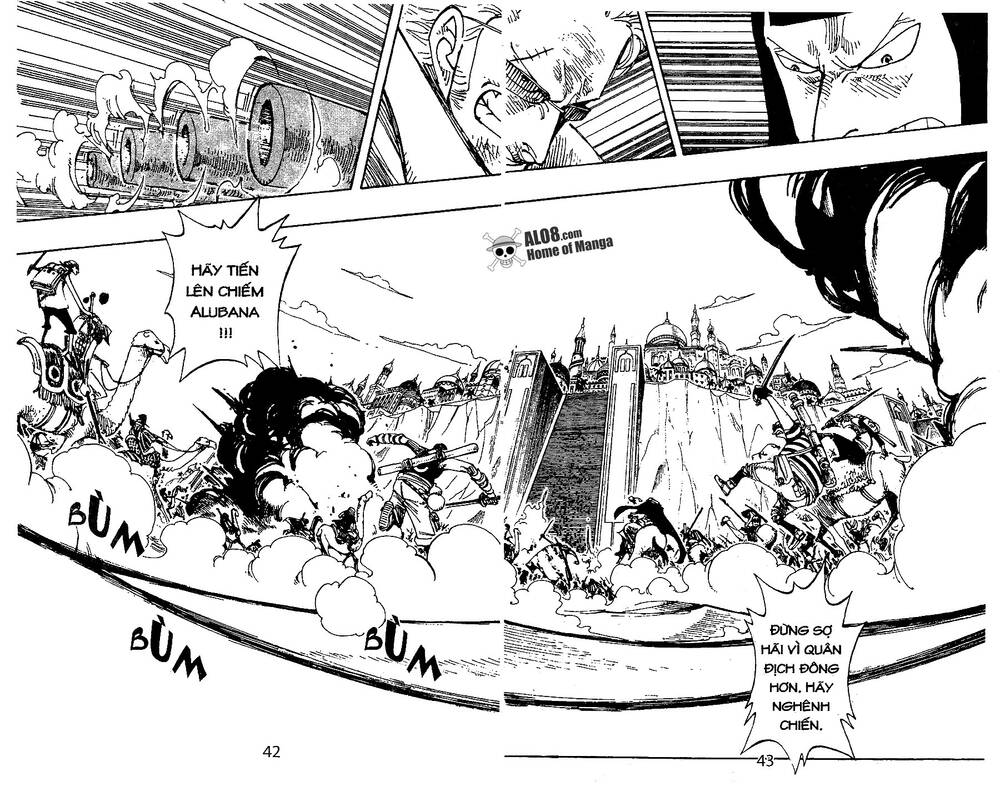 AL08.com
Home of Manga
HÃY TIẾN
LÊN CHIẾM
ALUBANA
!!!
BÙM
BÙM
BÙM
ĐỪNG SỢ
HÃI VÌ QUÂN
ĐỊCH ĐÔNG
HƠN. HÃY
NGHÊNH
CHIẾN.
42
43